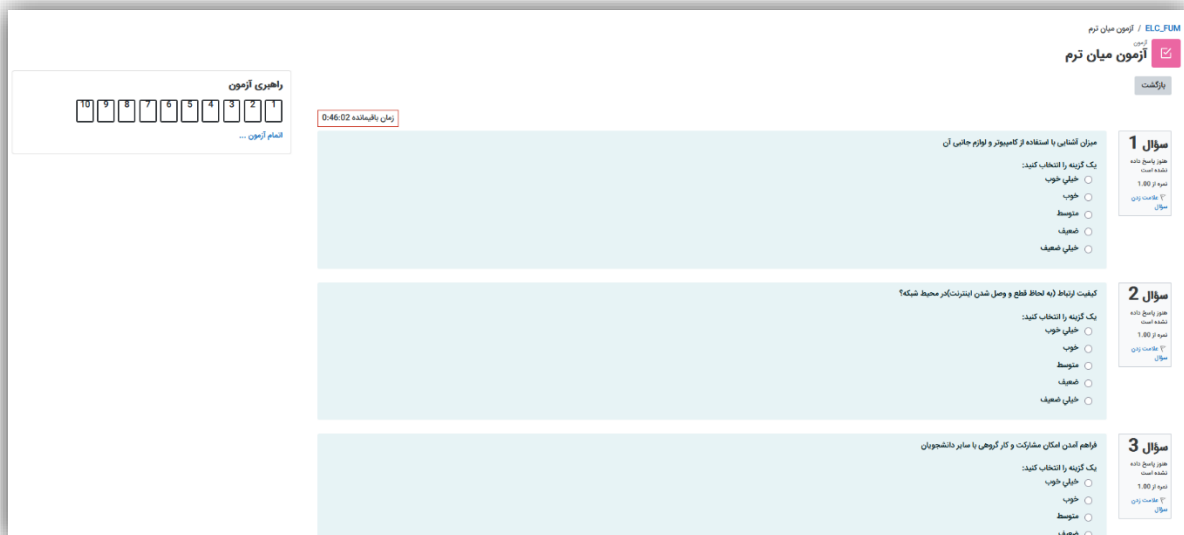 ELC_FUM / آزمون میان ترم
آزمون
آزمون میان ترم
بازگشت
راهبری آزمون
1 2 3 4 5 6 7 8 9 10
اتمام آزمون ...
زمان باقیمانده 0:46:02
سؤال 1
هنوز پاسخ داده
نشده است
نمره از 1.00
علامت زدن
سؤال
میزان آشنایی با استفاده از کامپیوتر و لوازم جانبی آن
یک گزینه را انتخاب کنید:
خیلي خوب
خوب
متوسط
ضعیف
خیلي ضعیف
سؤال 2
هنوز پاسخ داده
نشده است
نمره از 1.00
علامت زدن
سؤال
کیفیت ارتباط (به لحاظ قطع و وصل شدن اینترنت)در محیط شبکه؟
یک گزینه را انتخاب کنید:
خیلي خوب
خوب
متوسط
ضعیف
خیلي ضعیف
سؤال 3
هنوز پاسخ داده
نشده است
نمره از 1.00
علامت زدن
سؤال
فراهم آمدن امکان مشارکت و کار گروهی با سایر دانشجویان
یک گزینه را انتخاب کنید:
خیلي خوب
خوب
متوسط
ضعیف